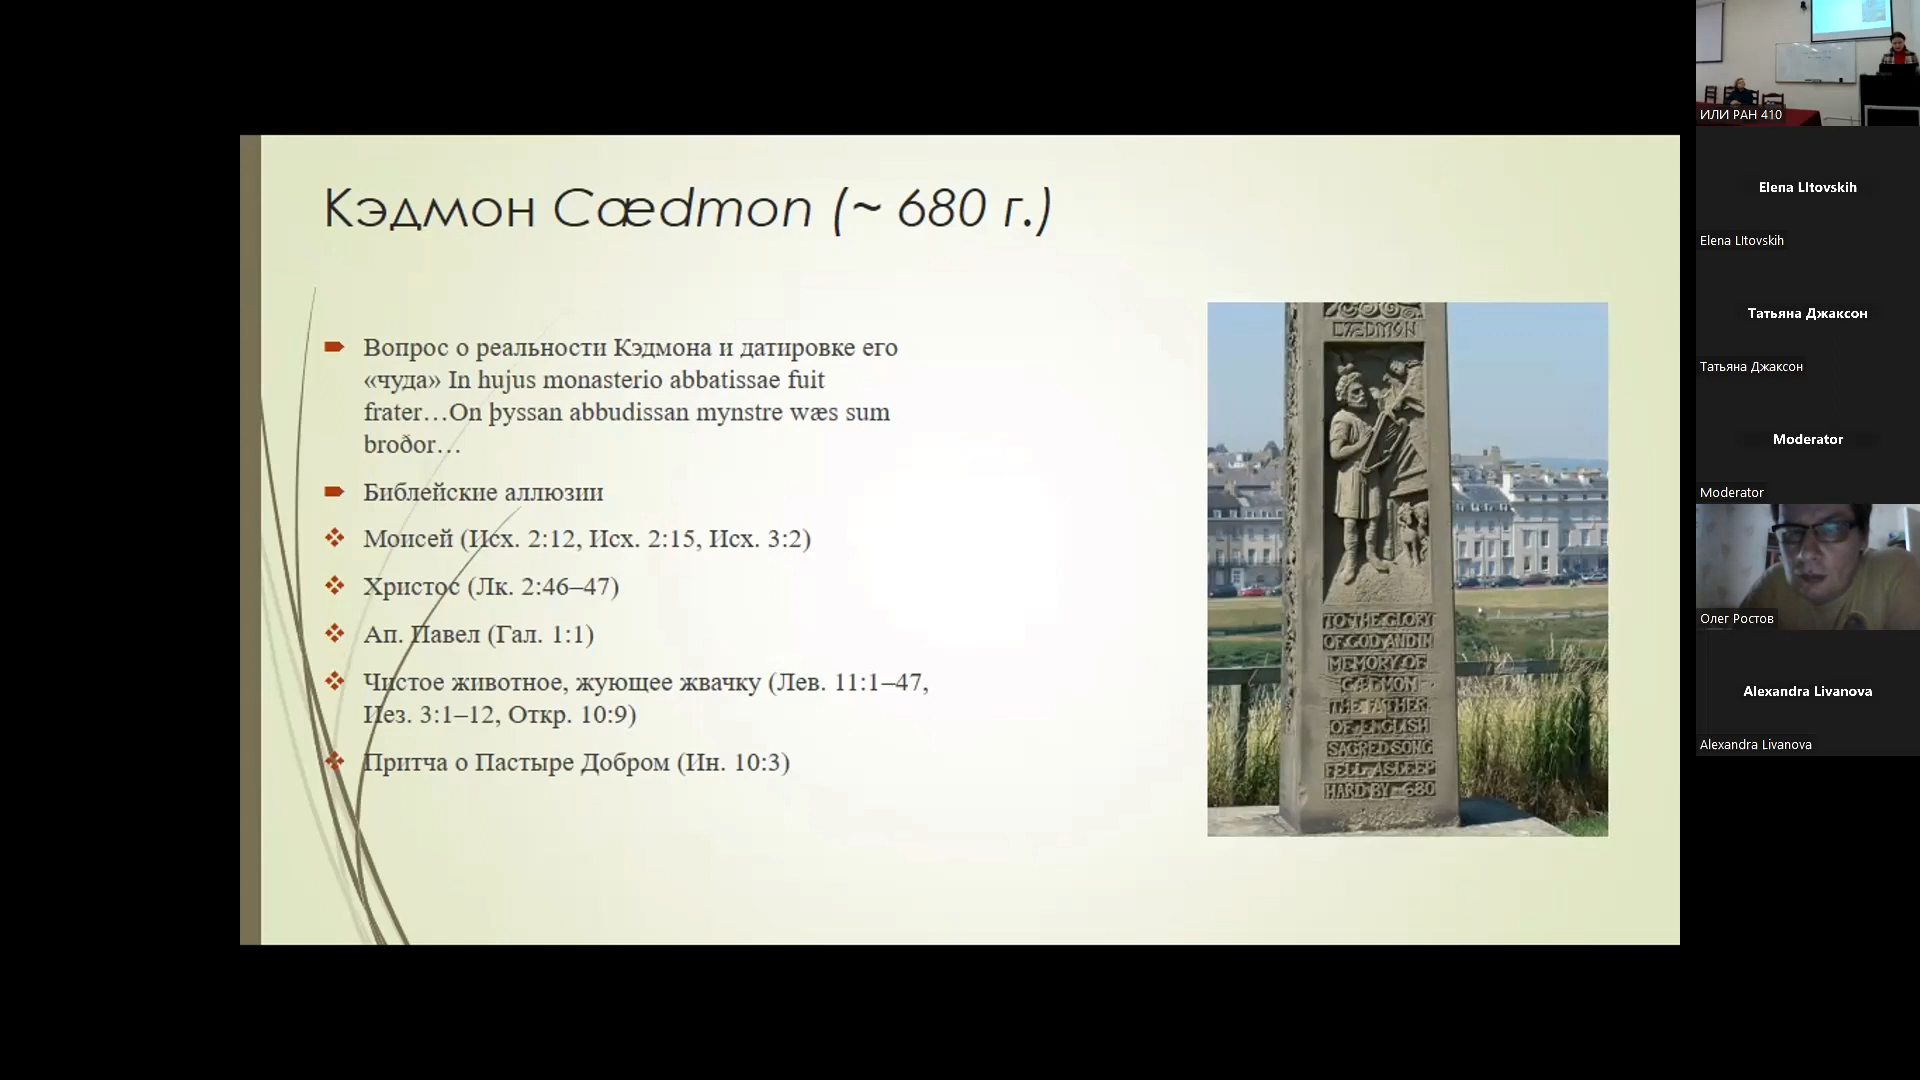 Кэдмон Cædmon (~ 680 г.)
Вопрос о реальности Кэдмона и датировке его
«чуда» In hujus monasterio abbatissae fuit
frater…On þyssan abbudissan mynstre wæs sum
broðor…
Библейские аллюзии
Моисей (Исх. 2:12, Исх. 2:15, Исх. 3:2)
Христос (Лк. 2:46–47)
Ап. Павел (Гал. 1:1)
Чистое животное, жующее жвачку (Лев. 11:1–47,
Иез. 3:1–12, Откр. 10:9)
Притча о Пастыре Добром (Ин. 10:3)
CÆDMON
TO THE GLORY
OF GOD AND IN
MEMORY OF
CÆDMON
THE FATHER
OF ENGLISH
SACRED SONG
FELL ASLEEP
HARD BY 680
ИЛИ РАН 410
Elena LItovskih
Elena LItovskih
Татьяна Джаксон
Татьяна Джаксон
Moderator
Moderator
Олег Ростов
Alexandra Livanova
Alexandra Livanova